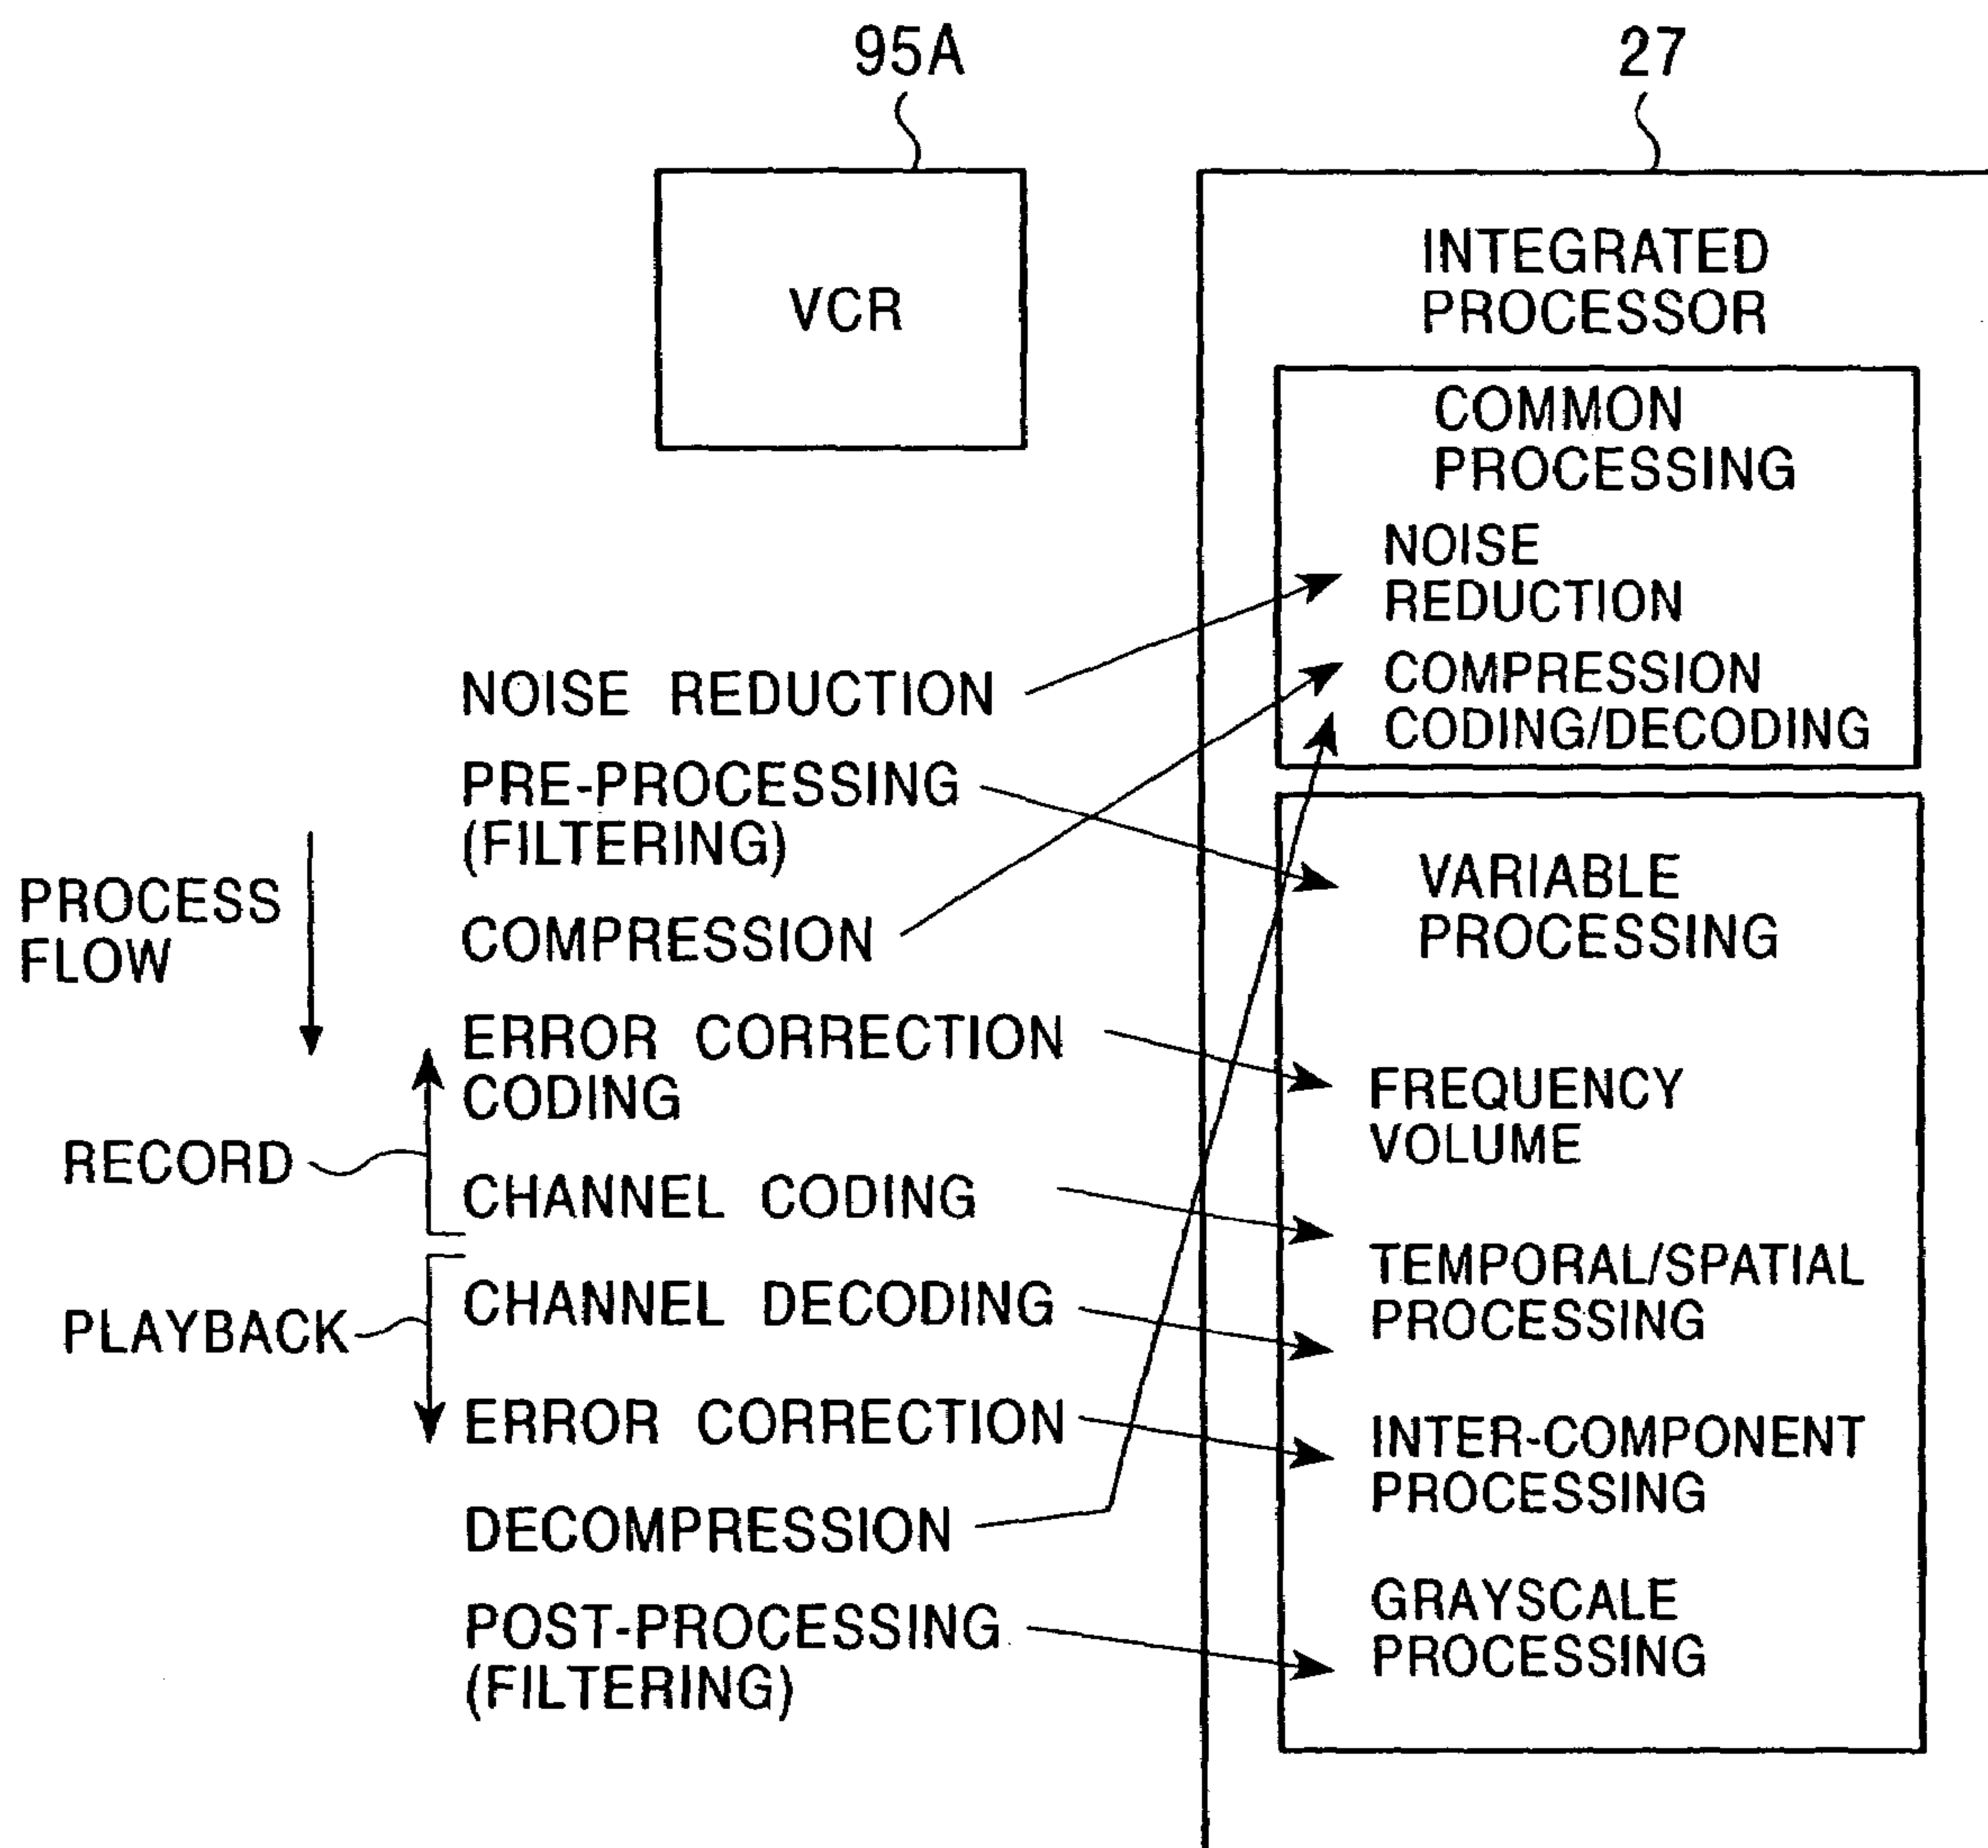 95A
27
VCR
INTEGRATED
PROCESSOR
COMMON
PROCESSING
NOISE
REDUCTION
COMPRESSION
CODING/DECODING
NOISE REDUCTION
PRE-PROCESSING
(FILTERING)
COMPRESSION
ERROR CORRECTION
CODING
CHANNEL CODING
CHANNEL DECODING
ERROR CORRECTION
DECOMPRESSION
POST-PROCESSING
(FILTERING)
PROCESS
FLOW
RECORD
PLAYBACK
VARIABLE
PROCESSING
FREQUENCY
VOLUME
TEMPORAL/SPATIAL
PROCESSING
INTER-COMPONENT
PROCESSING
GRAYSCALE
PROCESSING